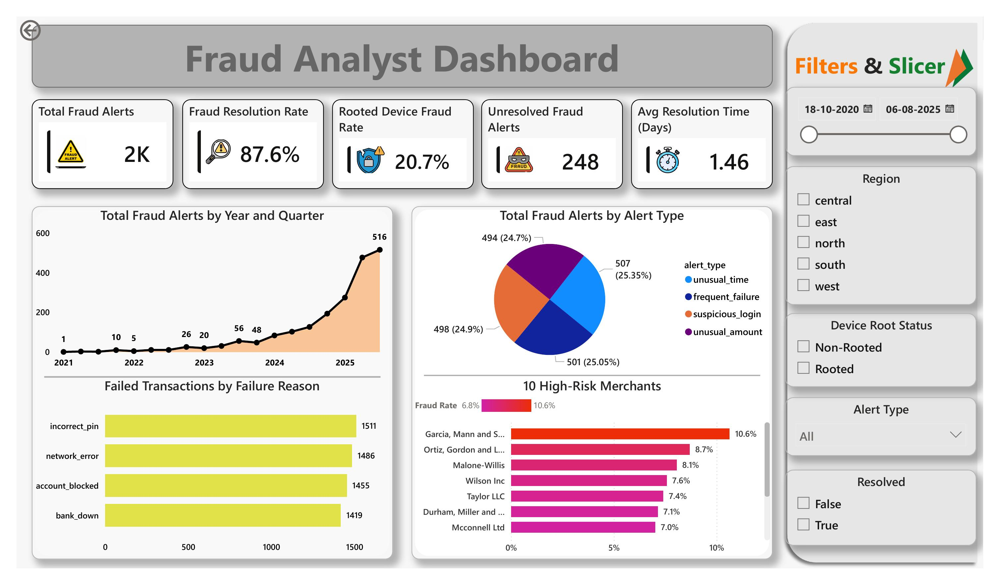 Fraud Analyst Dashboard
Total Fraud Alerts
FRAUD
ALERT
2K
Fraud Resolution Rate
87.6%
Rooted Device Fraud
Rate
20.7%
Unresolved Fraud
Alerts
FRAUD
248
Avg Resolution Time
(Days)
1.46
Total Fraud Alerts by Year and Quarter
600
400
200
0
1
10
5
26
20
56
48
516
2021
2022
2023
2024
2025
Failed Transactions by Failure Reason
incorrect_pin 1511
network_error 1486
account_blocked 1455
bank_down 1419
0
500
1000
1500
Total Fraud Alerts by Alert Type
494 (24.7%)
507
(25.35%)
498 (24.9%)
501 (25.05%)
alert_type
unusual_time
frequent_failure
suspicious_login
unusual_amount
10 High-Risk Merchants
Fraud Rate 6.8% 10.6%
Garcia, Mann and S... 10.6%
Ortiz, Gordon and L... 8.7%
Malone-Willis 8.1%
Wilson Inc 7.6%
Taylor LLC 7.4%
Durham, Miller and ... 7.1%
Mcconnell Ltd 7.0%
0%
5%
10%
Filters & Slicer
18-10-2020
06-08-2025
Region
central
east
north
south
west
Device Root Status
Non-Rooted
Rooted
Alert Type
All
Resolved
False
True